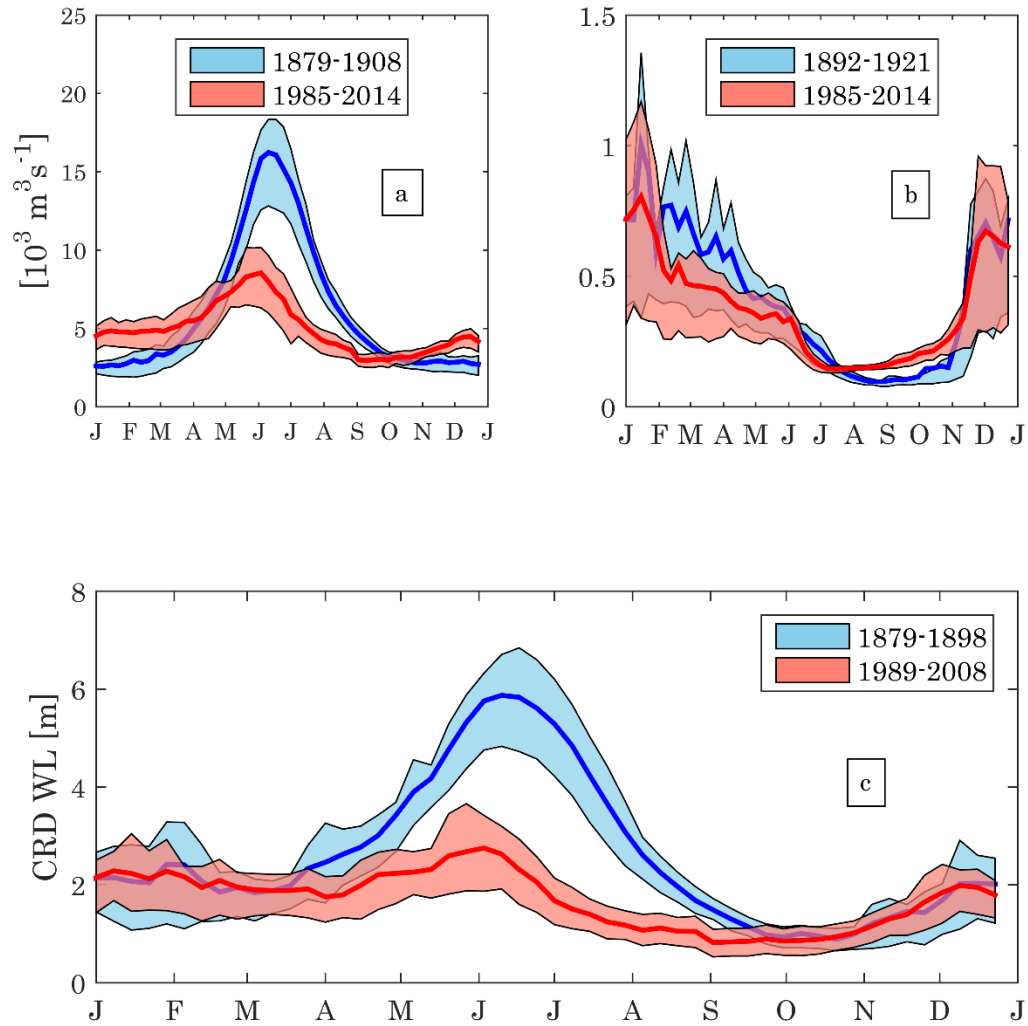 25
20
15
10
5
0
[10³ m³s⁻¹]
1879-1908
1985-2014
a
J F M A M J J A S O N D J
1.5
1
0.5
0
1892-1921
1985-2014
b
J F M A M J J A S O N D J
8
6
4
2
0
CRD WL [m]
1879-1898
1989-2008
c
J F M A M J J A S O N D J